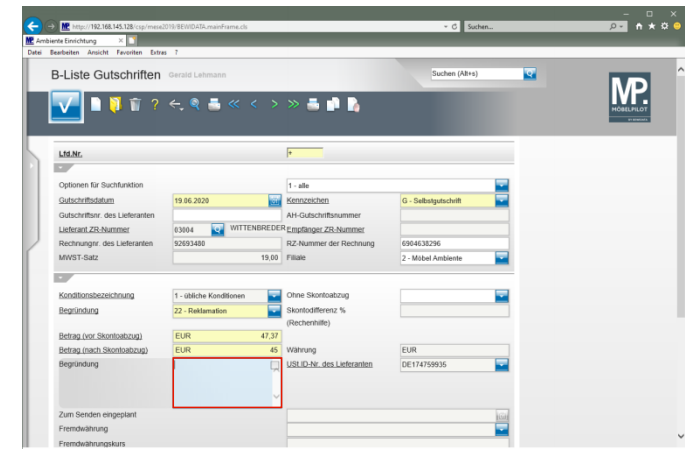 http://192.168.145.128/csp/mese2018/BEWIDATA.mainFrame.cls Suchen...
Ambiente Einrichtung
Datei Bearbeiten Ansicht Favoriten Extras ?
B-Liste Gutschriften Gerald Lehmann Suchen (Alt+s)
MP.
MÖBELPILOT
Lfd.Nr. +
Optionen für Suchfunktion 1 - alle
Gutschriftsdatum 19.06.2020 Kennzeichen G - Selbstgutschrift
Gutschriftsnr. des Lieferanten AH-Gutschriftsnummer
Lieferant ZR-Nummer 03004 WITTENBREDER Empfänger ZR-Nummer
Rechnungnr. des Lieferanten 92693480 RZ-Nummer der Rechnung 6904638296
MWST-Satz 19,00 Filiale 2 - Möbel Ambiente
Konditionsbezeichnung 1 - übliche Konditionen Ohne Skontoabzug
Begründung 22 - Reklamation Skontodifferenz %
(Rechenhilfe)
Betrag (vor Skontoabzug) EUR 47,37
Betrag (nach Skontoabzug) EUR 45 Währung EUR
Begründung USt.ID-Nr. des Lieferanten DE174759935
Zum Senden eingeplant
Fremdwährung
Fremdwährungskurs